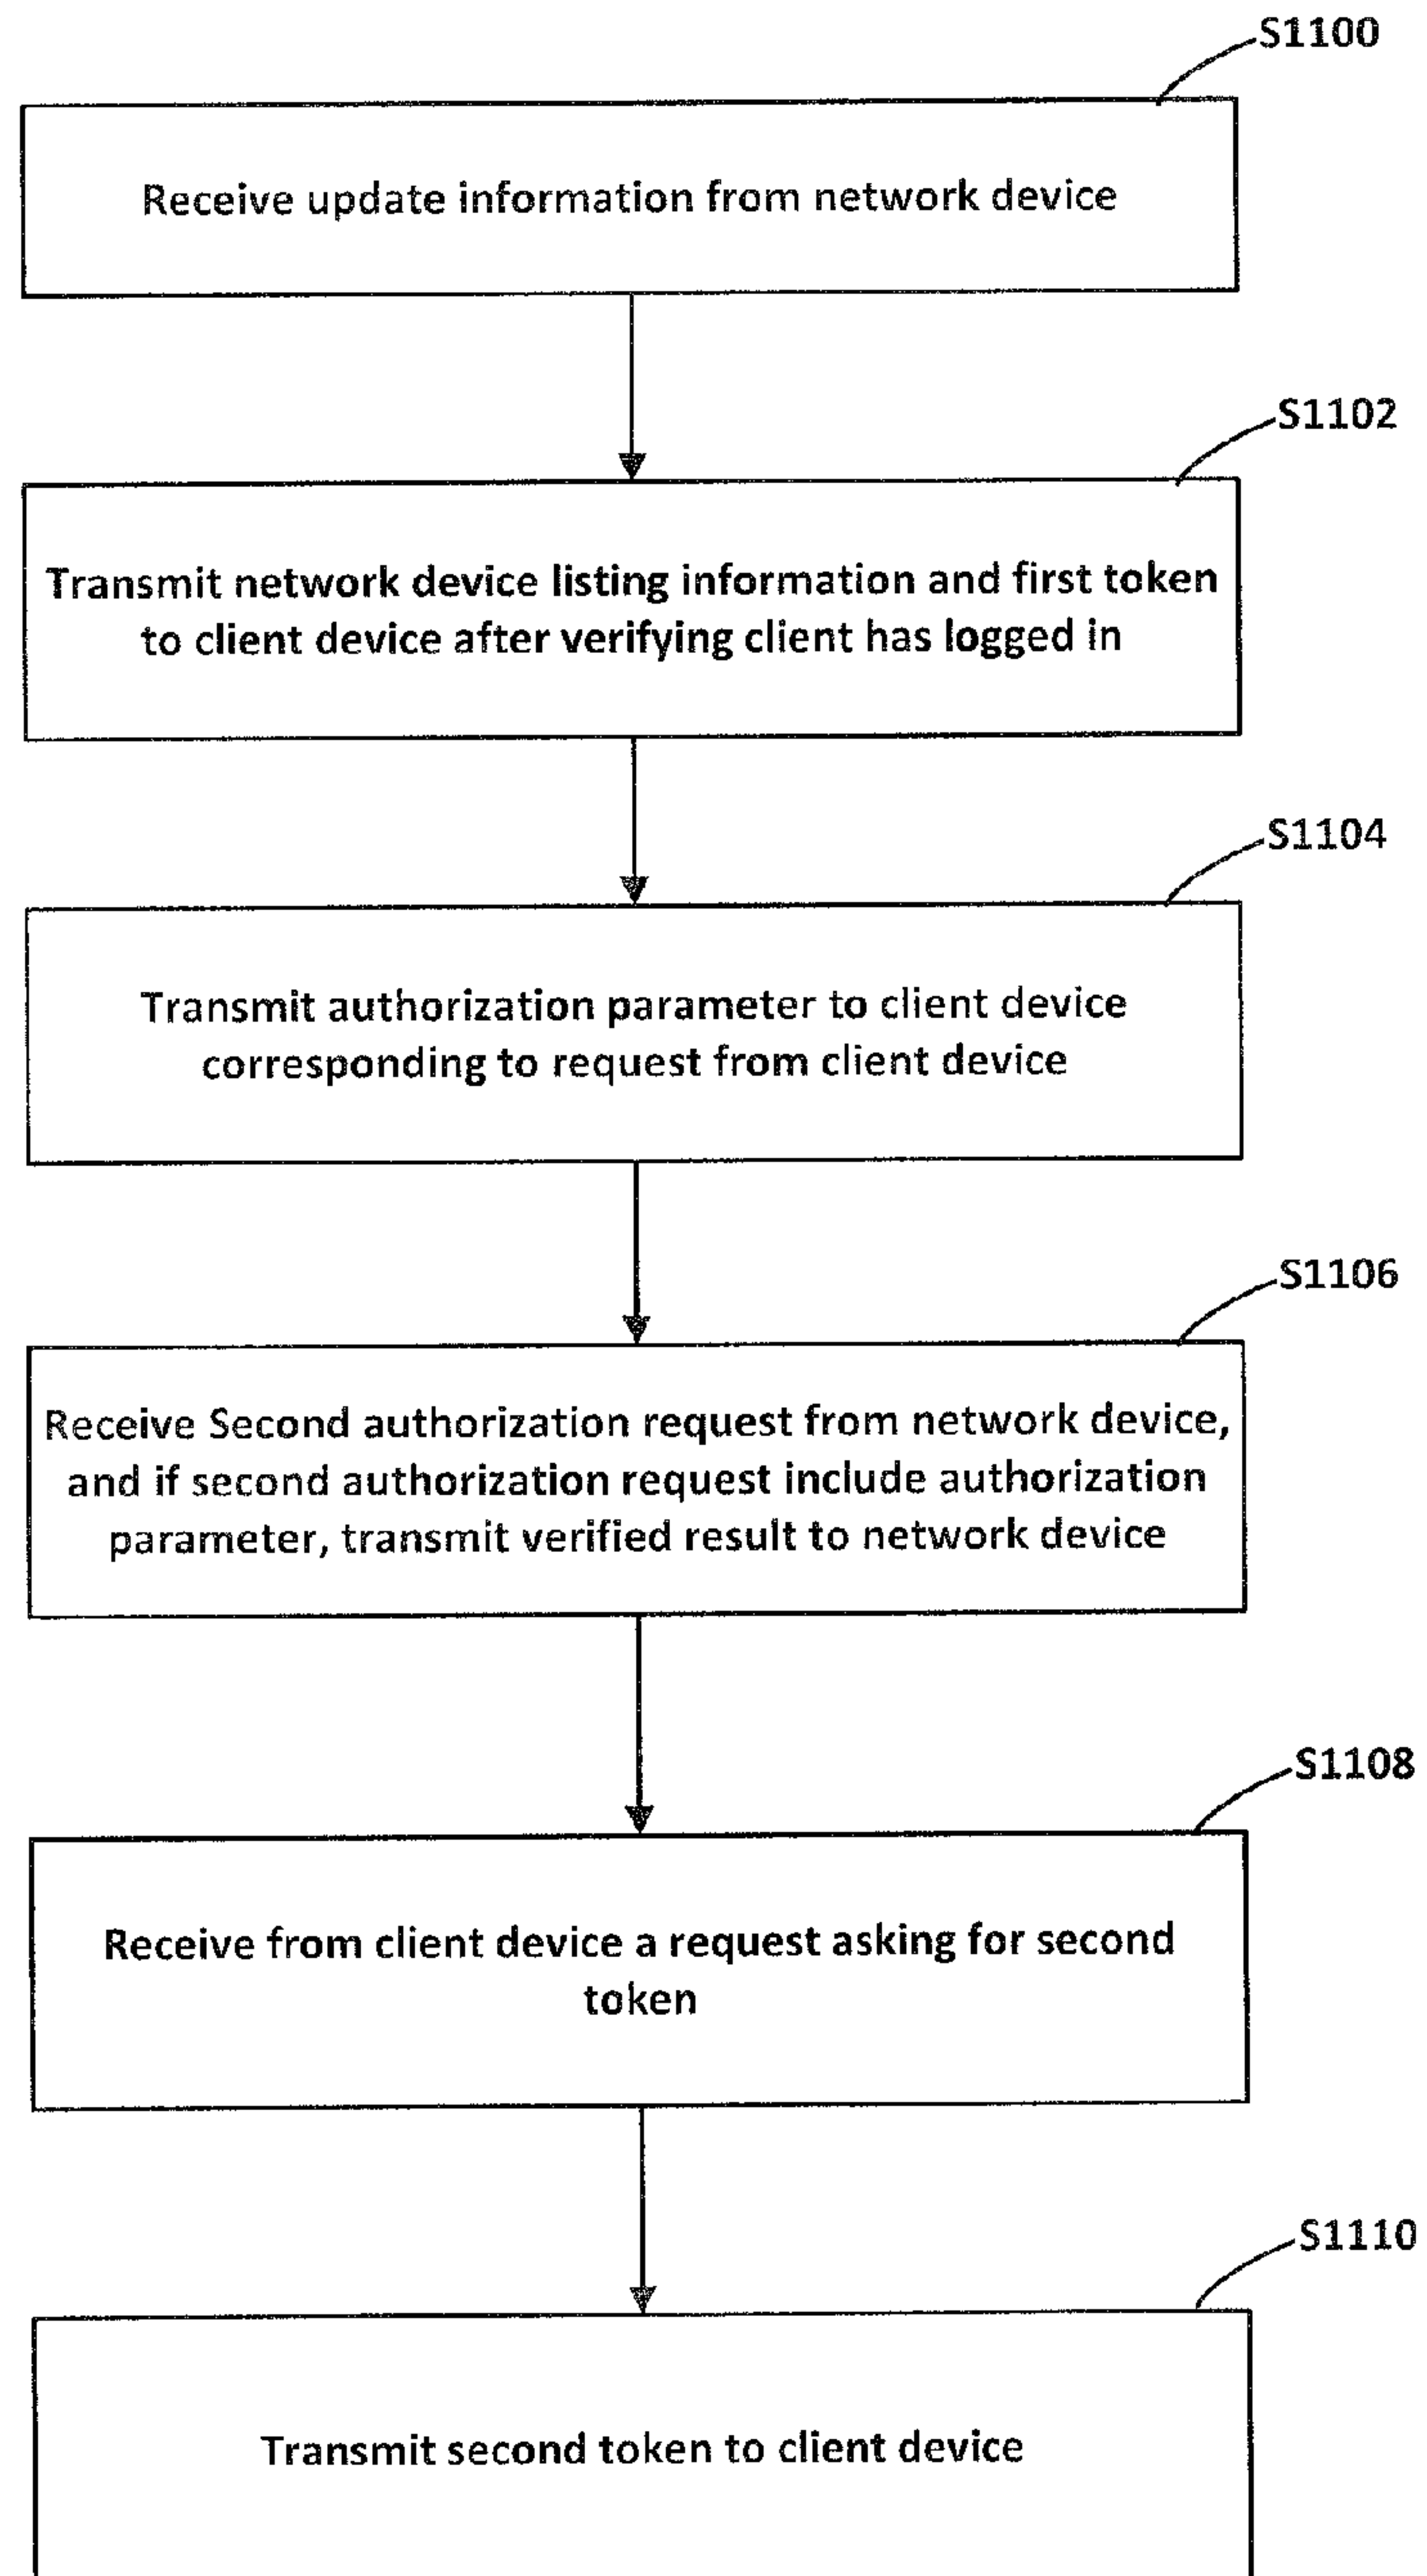 S1100
Receive update information from network device
S1102
Transmit network device listing information and first token
to client device after verifying client has logged in
S1104
Transmit authorization parameter to client device
corresponding to request from client device
S1106
Receive Second authorization request from network device,
and if second authorization request include authorization
parameter, transmit verified result to network device
S1108
Receive from client device a request asking for second
token
S1110
Transmit second token to client device